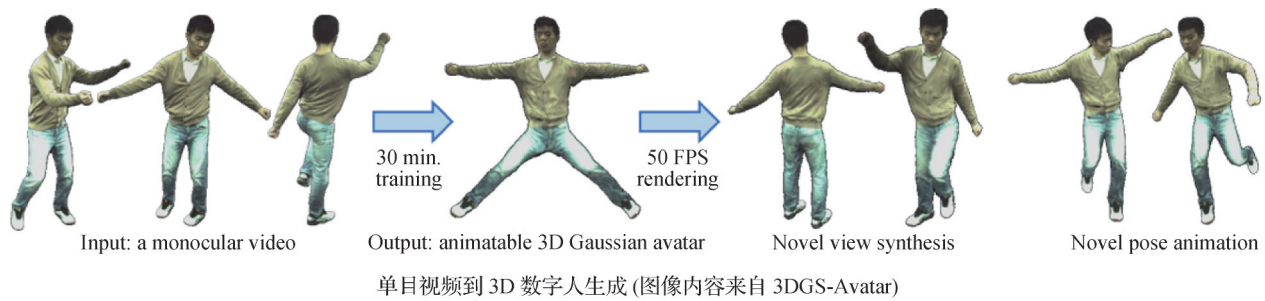 30 min.
training
50 FPS
rendering
Input: a monocular video
Output: animatable 3D Gaussian avatar
Novel view synthesis
Novel pose animation
单目视频到 3D 数字人生成 (图像内容来自 3DGS-Avatar)